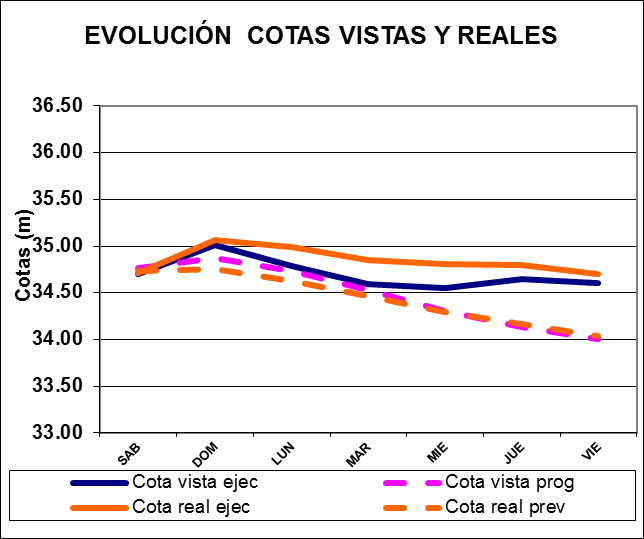 EVOLUCIÓN COTAS VISTAS Y REALES
36.50
36.00
35.50
35.00
34.50
34.00
33.50
33.00
Cotas (m)
SAB DOM LUN MAR MIE JUE VIE
Cota vista ejec Cota vista prog
Cota real ejec Cota real prev